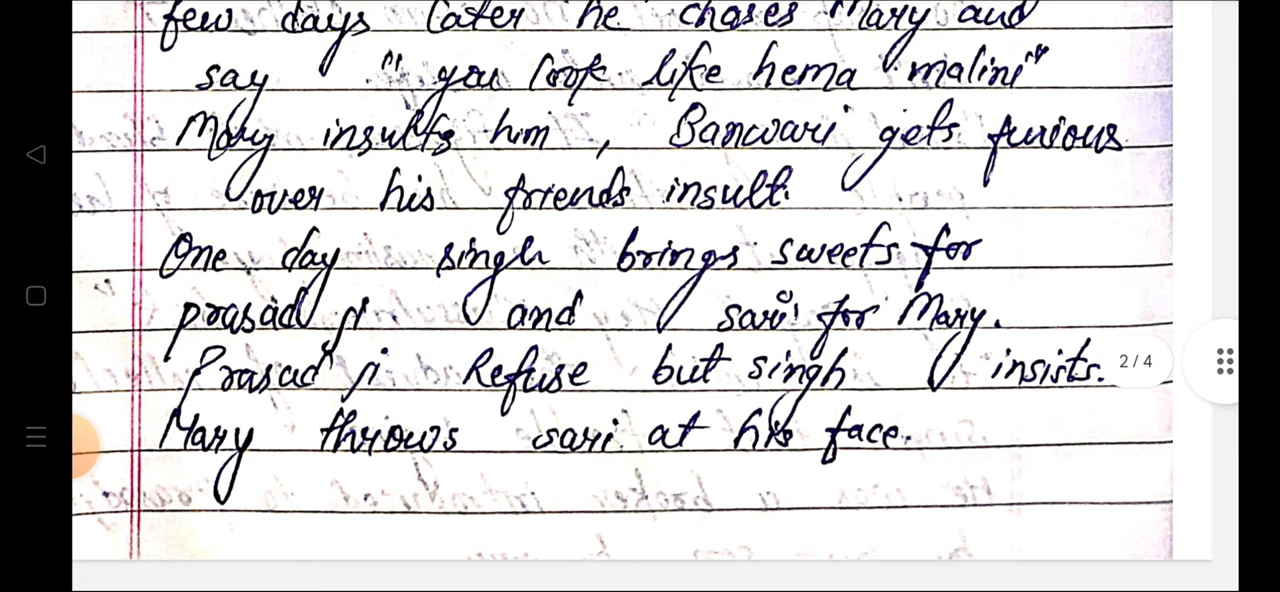 few days later he chases Mary and
say "you look like hema malini"
Mary insults him, Banwari gets furious
over his friends insult.
One day singh brings sweets for
prasad ji and sari for Mary.
Prasad ji Refuse but singh insists.
2/4
Mary throws sari at his face.